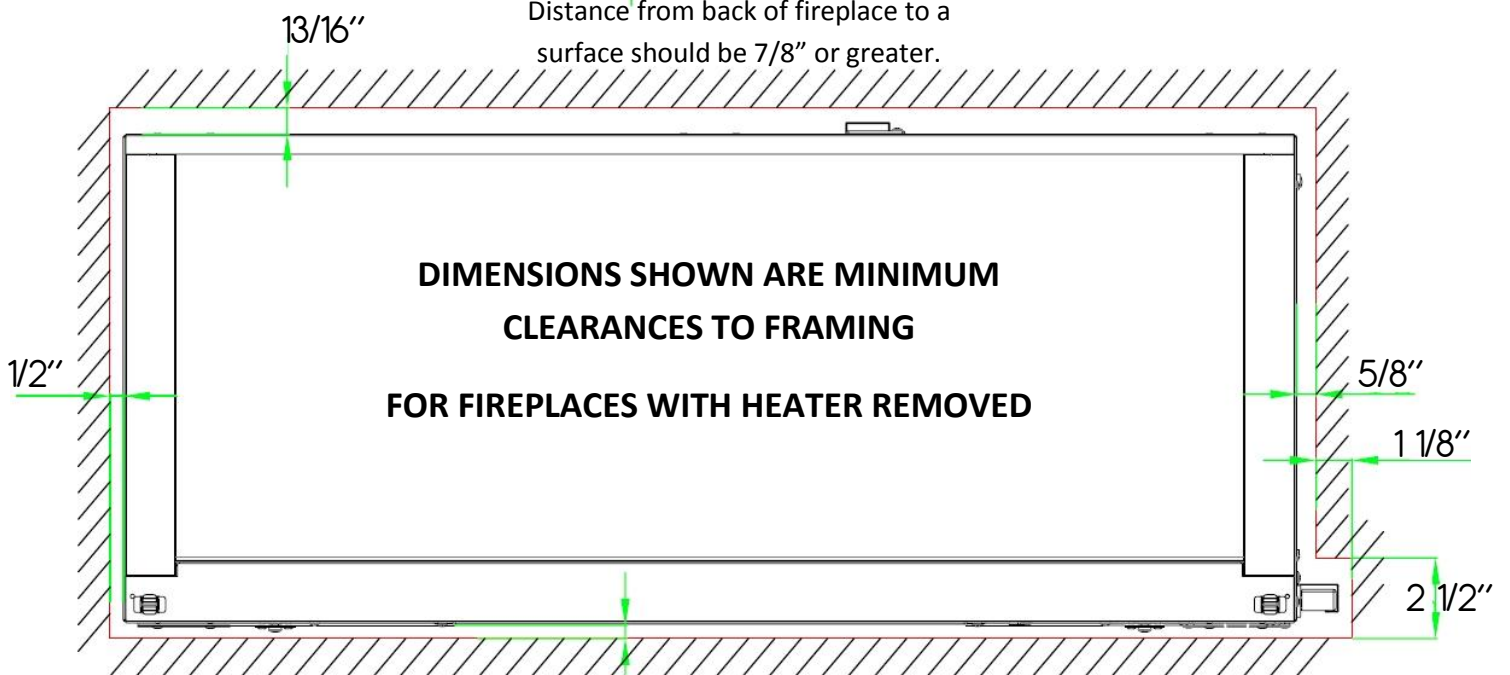 Distance from back of fireplace to a
surface should be 7/8” or greater.
13/16’’
DIMENSIONS SHOWN ARE MINIMUM
CLEARANCES TO FRAMING
FOR FIREPLACES WITH HEATER REMOVED
1/2’’
5/8’’
1 1/8’’
2 1/2’’